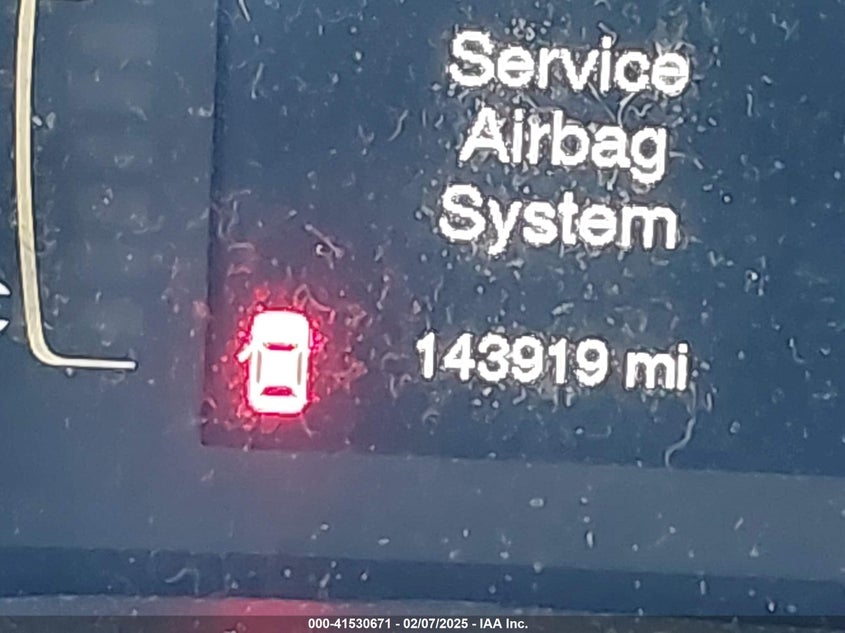 Service
Airbag
System
143919 mi
000-41530671 - 02/07/2025 - IAA Inc.